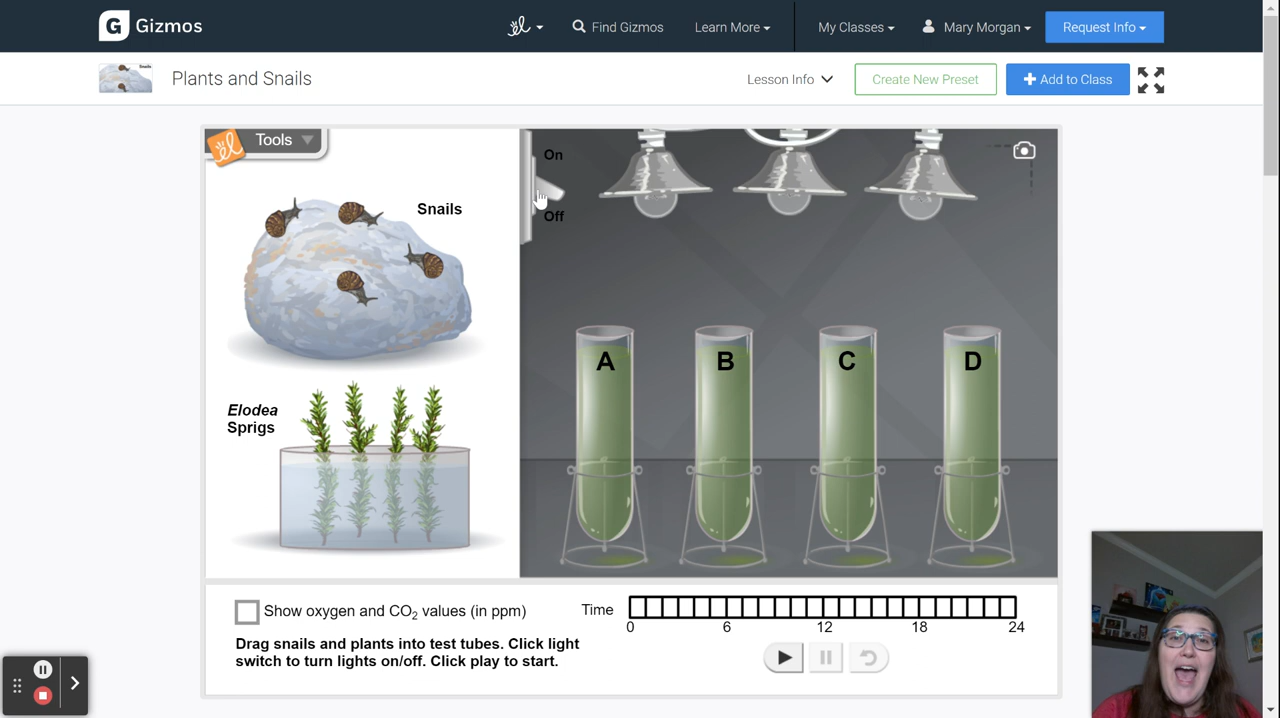 G Gizmos
Find Gizmos
Learn More
My Classes
Mary Morgan
Request Info
Plants and Snails
Lesson Info
Create New Preset
+ Add to Class
Tools
Snails
Elodea
Sprigs
On
Off
A
B
C
D
Show oxygen and CO₂ values (in ppm)
Drag snails and plants into test tubes. Click light
switch to turn lights on/off. Click play to start.
Time
0 6 12 18 24